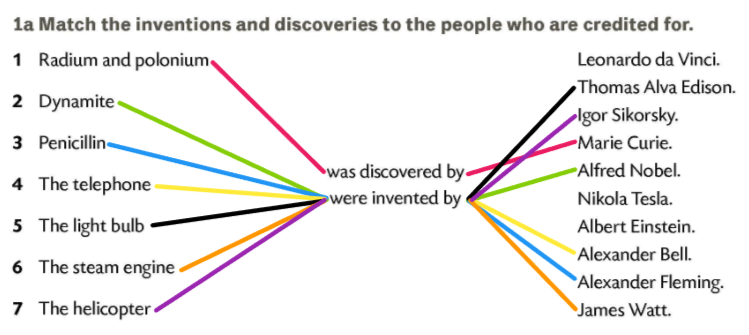 1a Match the inventions and discoveries to the people who are credited for.
1 Radium and polonium
2 Dynamite
3 Penicillin
4 The telephone
5 The light bulb
6 The steam engine
7 The helicopter
was discovered by
were invented by
Leonardo da Vinci.
Thomas Alva Edison.
Igor Sikorsky.
Marie Curie.
Alfred Nobel.
Nikola Tesla.
Albert Einstein.
Alexander Bell.
Alexander Fleming.
James Watt.